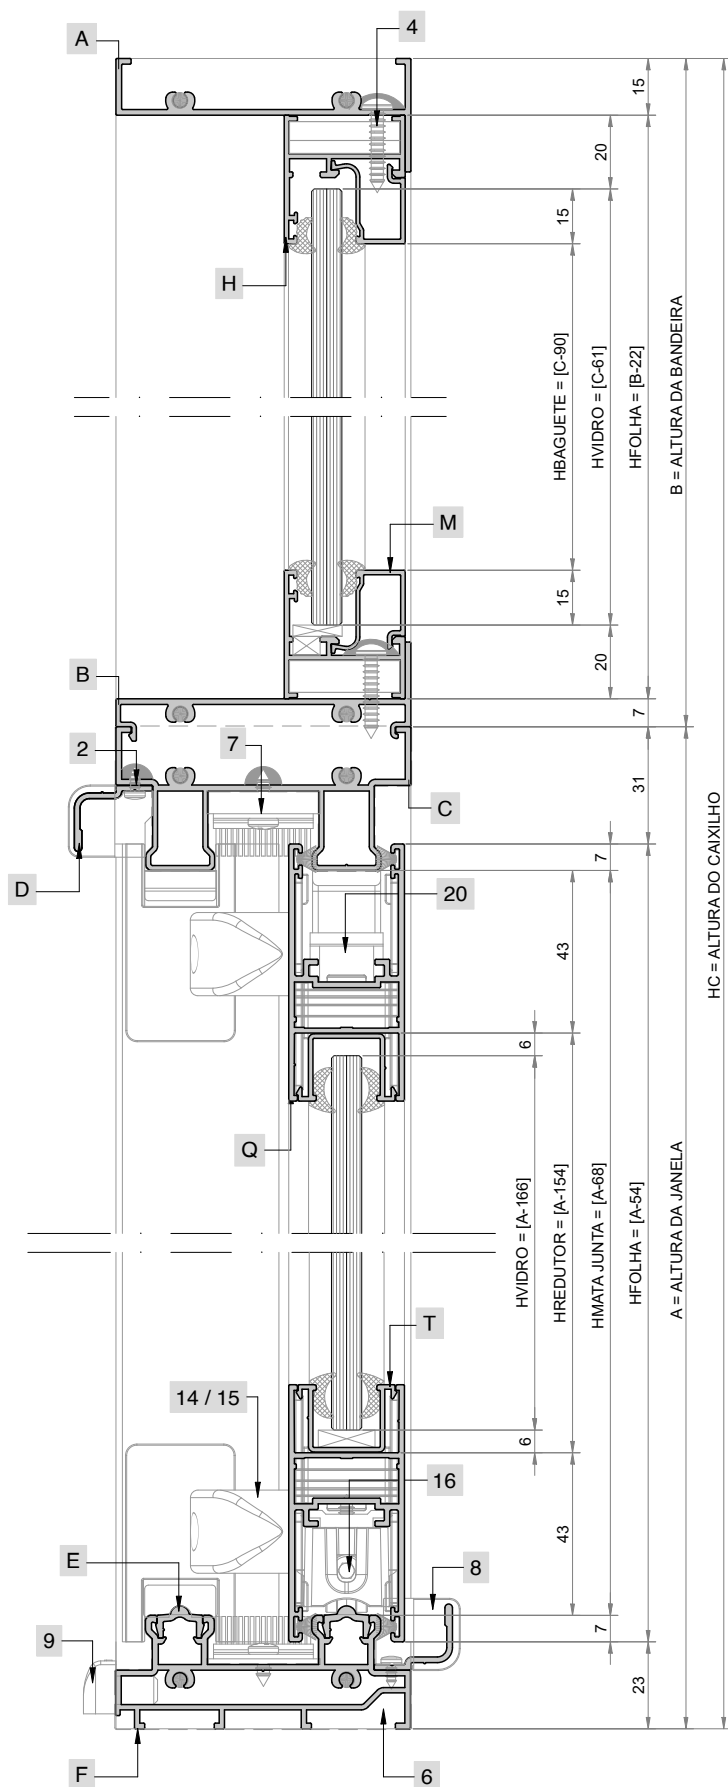 A
4
15
20
15
H
HBAGUETE = [C-90]
HVIDRO = [C-61]
HFOLHA = [B-22]
B = ALTURA DA BANDEIRA
M
15
20
B
7
2
7
31
C
HC = ALTURA DO CAIXILHO
D
7
20
43
6
Q
HVIDRO = [A-166]
HREDUTOR = [A-154]
HMATA JUNTA = [A-68]
HFOLHA = [A-54]
A = ALTURA DA JANELA
T
14 / 15
6
16
43
E
8
9
7
23
F
6